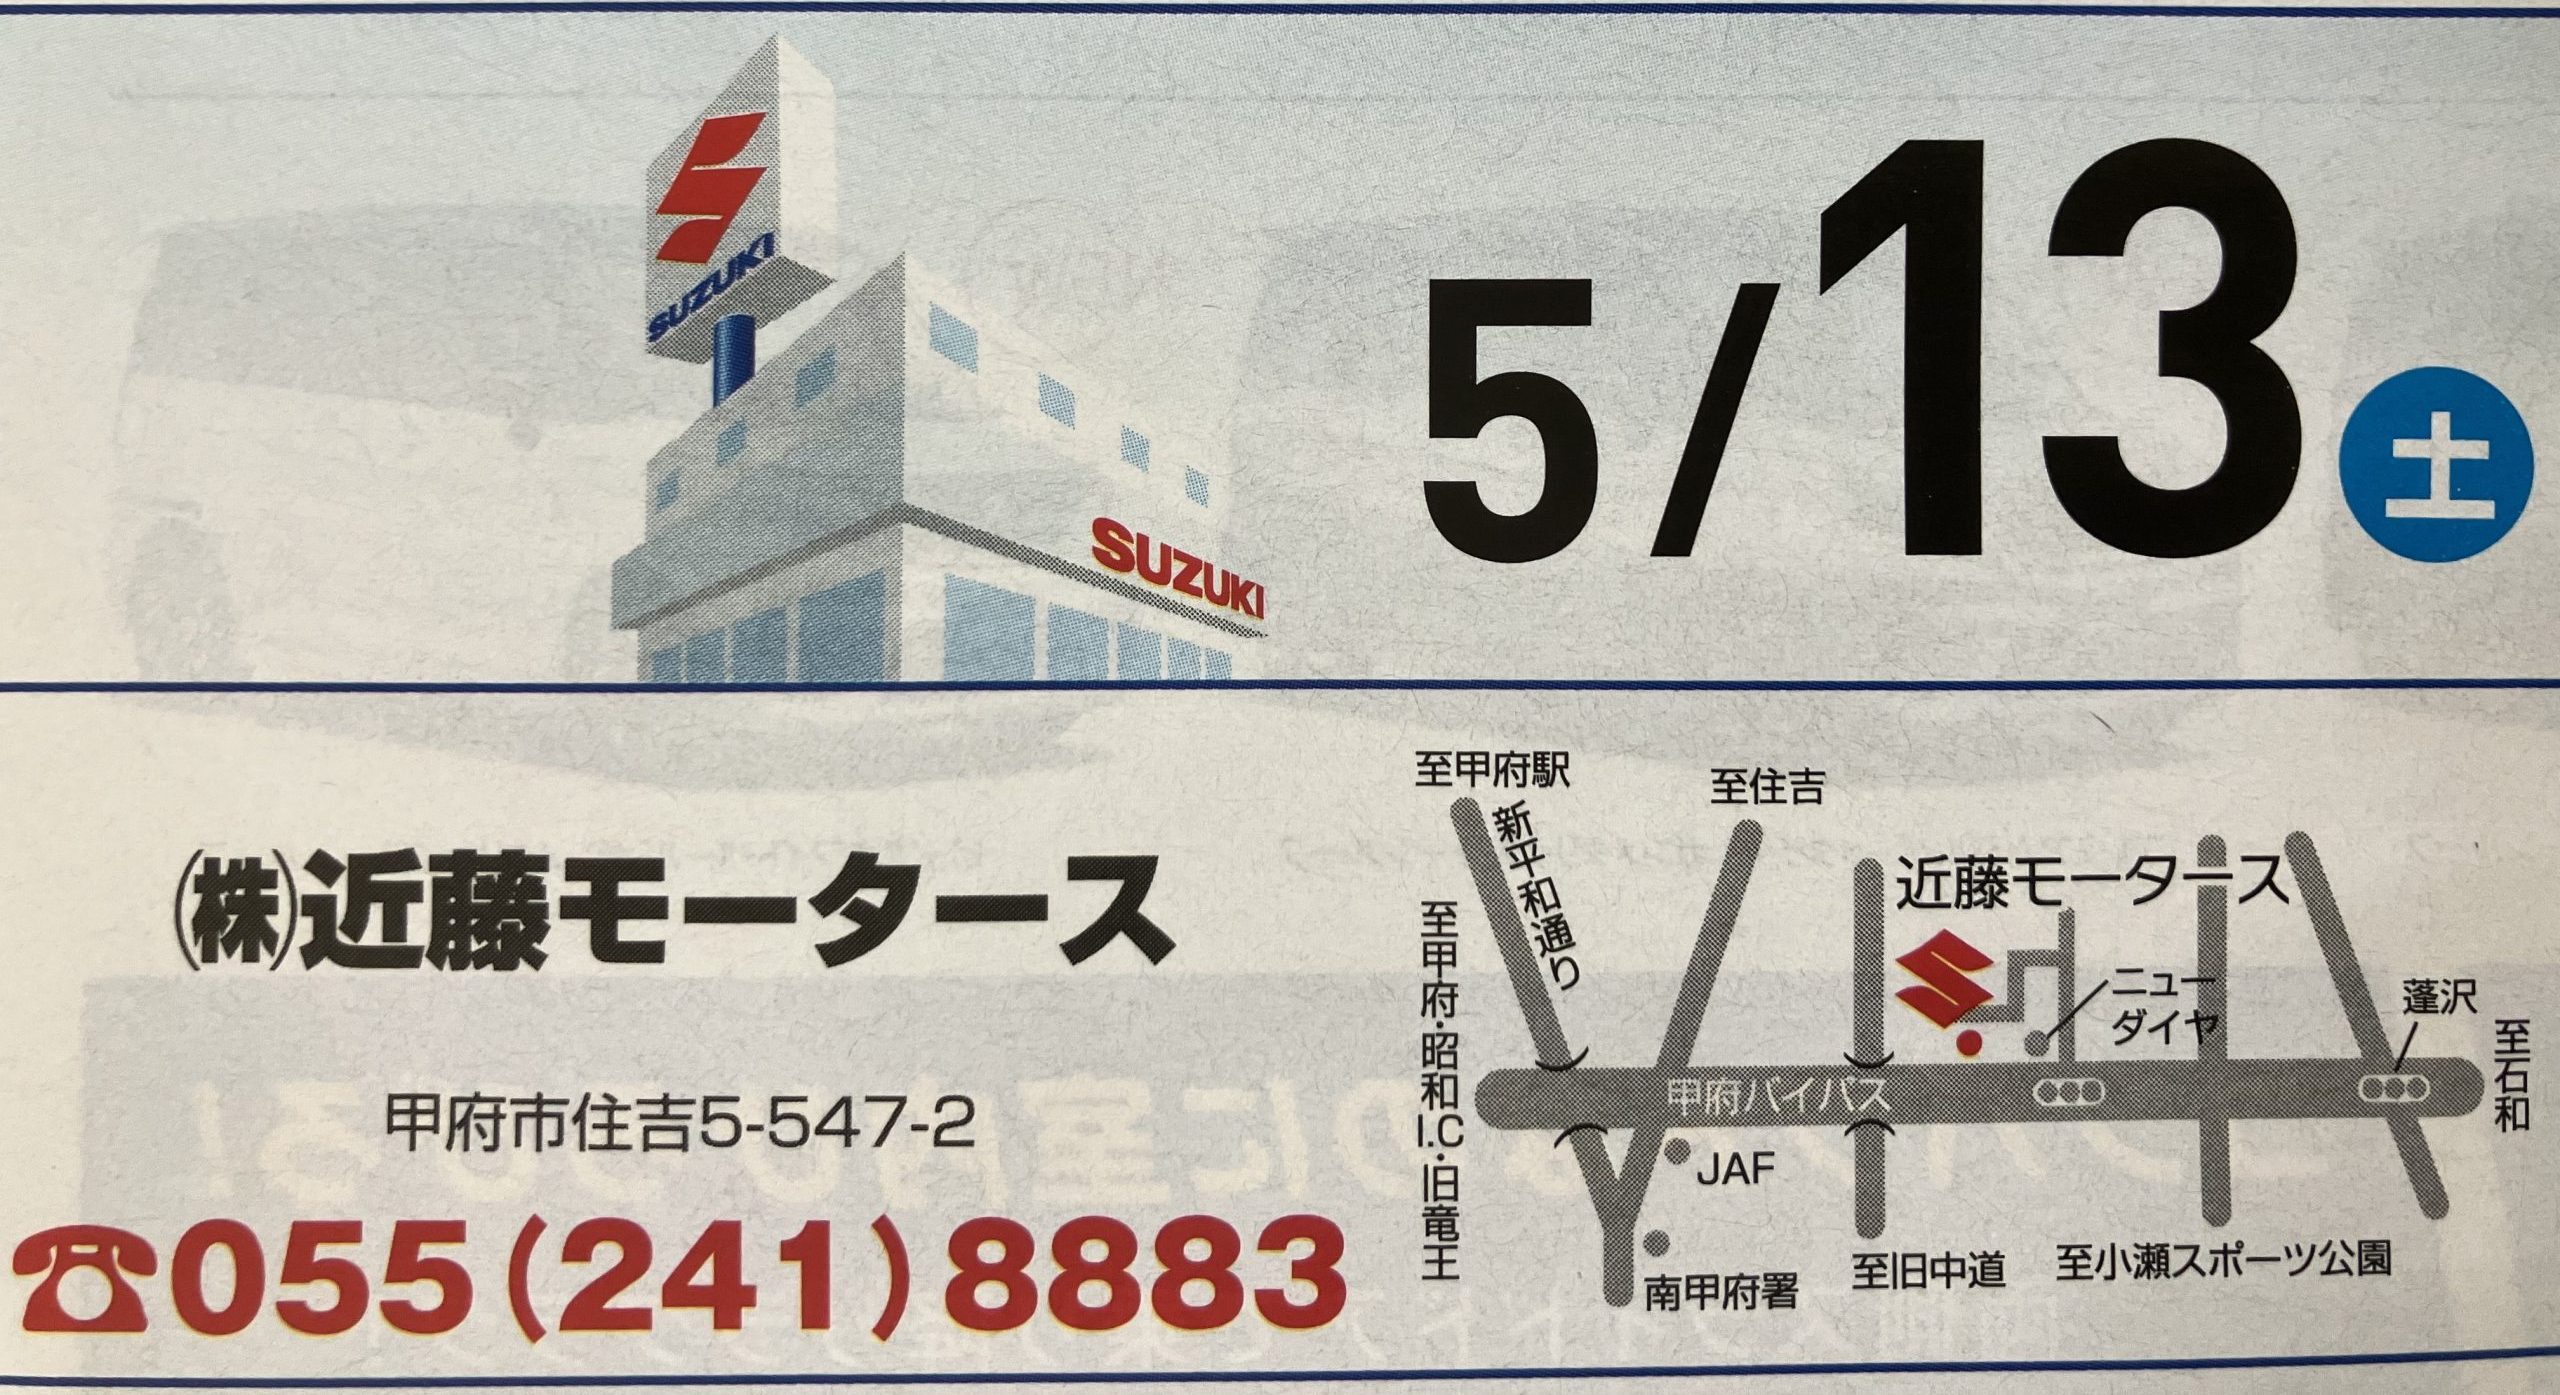 SUZUKI
SUZUKI
5/13 土
㈱近藤モータース
甲府市住吉5-547-2
☎055(241)8883
至甲府駅
新平和通り
至住吉
近藤モータース
至甲府・昭和I.C・旧竜王
ニュー
ダイヤ
蓬沢
至石和
甲府バイパス
JAF
南甲府署
至旧中道
至小瀬スポーツ公園